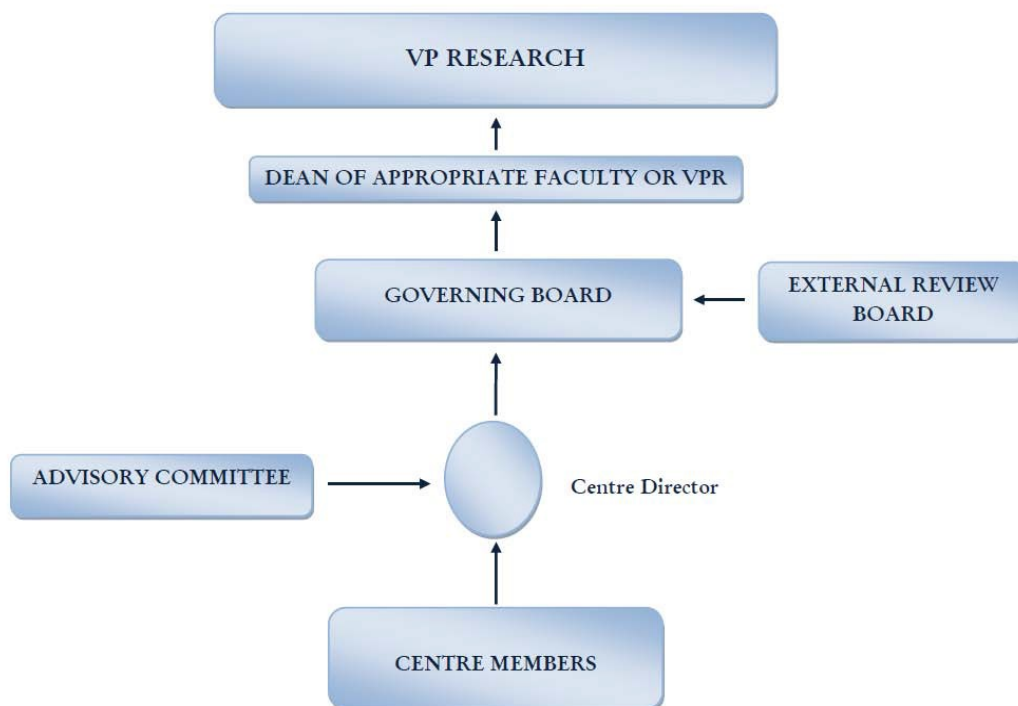 VP RESEARCH
DEAN OF APPROPRIATE FACULTY OR VPR
GOVERNING BOARD
EXTERNAL REVIEW
BOARD
ADVISORY COMMITTEE
Centre Director
CENTRE MEMBERS